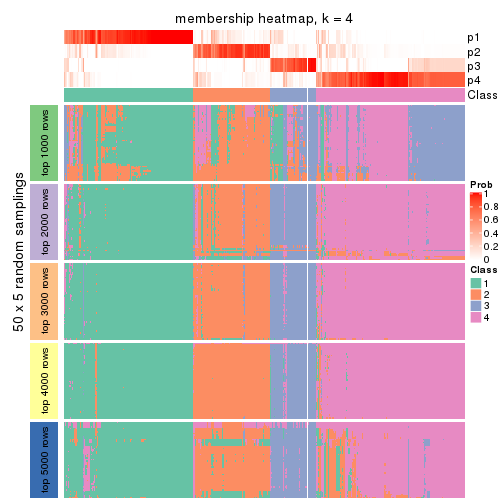 membership heatmap, k = 4
p1
p2
p3
p4
Class
50 x 5 random samplings
top 1000 rows
top 2000 rows
top 3000 rows
top 4000 rows
top 5000 rows
Prob
1
0.8
0.6
0.4
0.2
0
Class
1
2
3
4